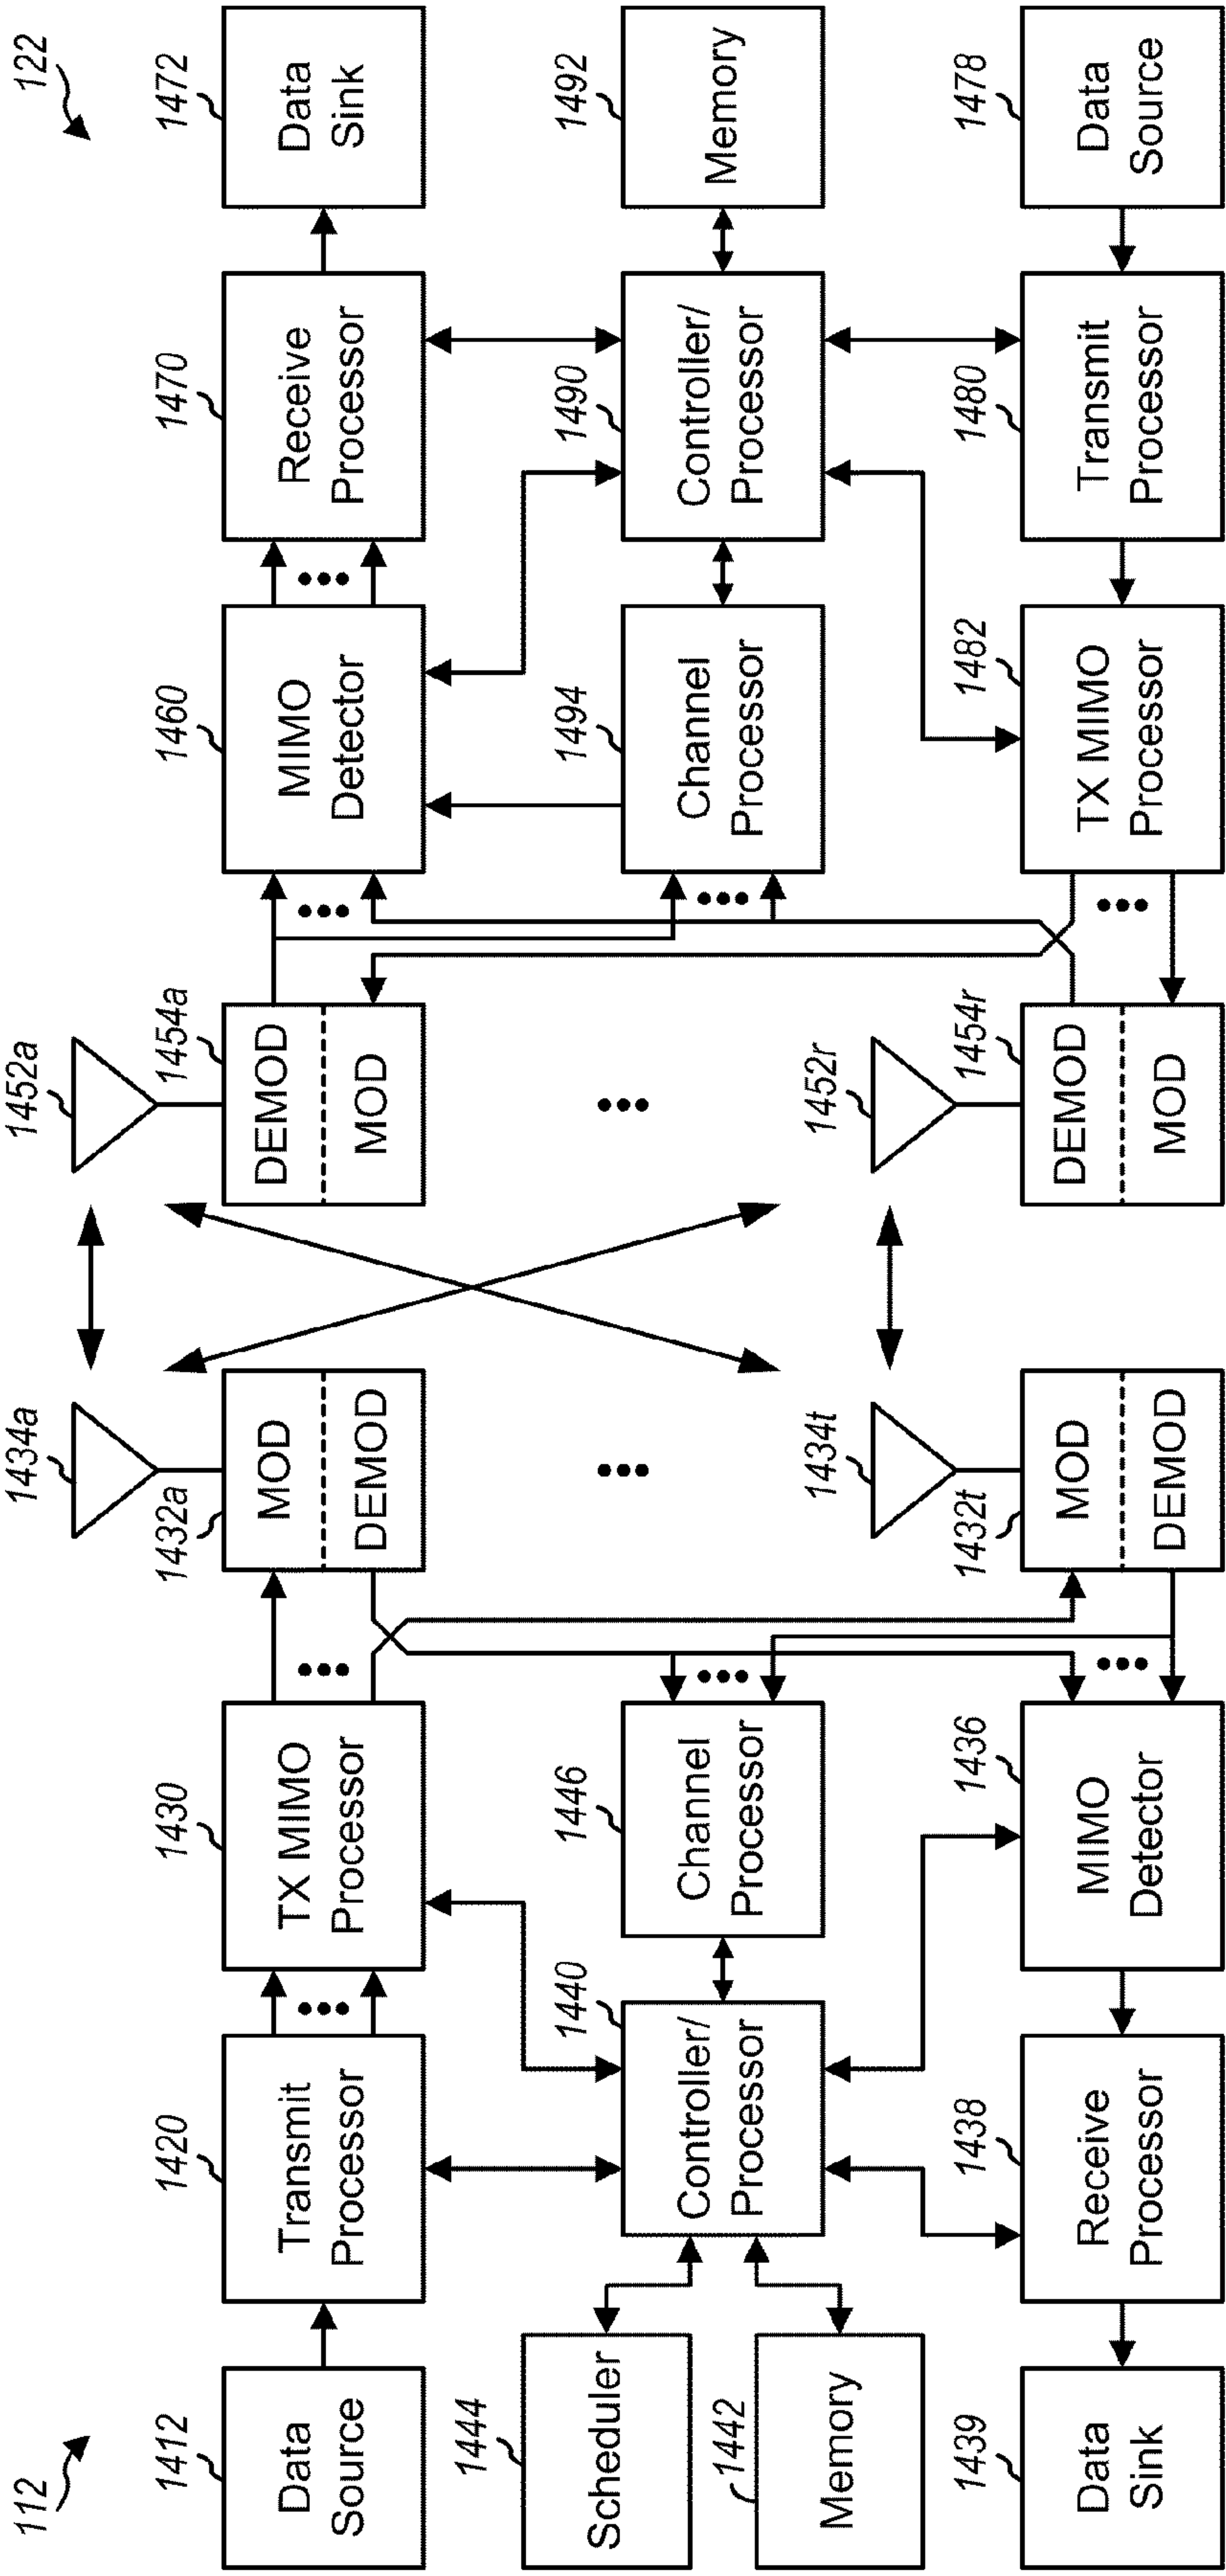 112
122
1412
Data
Source
1420
Transmit
Processor
1430
TX MIMO
Processor
1432a
MOD
DEMOD
1434a
1452a
1454a
DEMOD
MOD
1460
MIMO
Detector
1470
Receive
Processor
1472
Data
Sink
1444
Scheduler
1442
Memory
1440
Controller/
Processor
1446
Channel
Processor
1494
Channel
Processor
1490
Controller/
Processor
1492
Memory
1439
Data
Sink
1438
Receive
Processor
1436
MIMO
Detector
1432t
MOD
DEMOD
1434t
1452r
1454r
DEMOD
MOD
1482
TX MIMO
Processor
1480
Transmit
Processor
1478
Data
Source